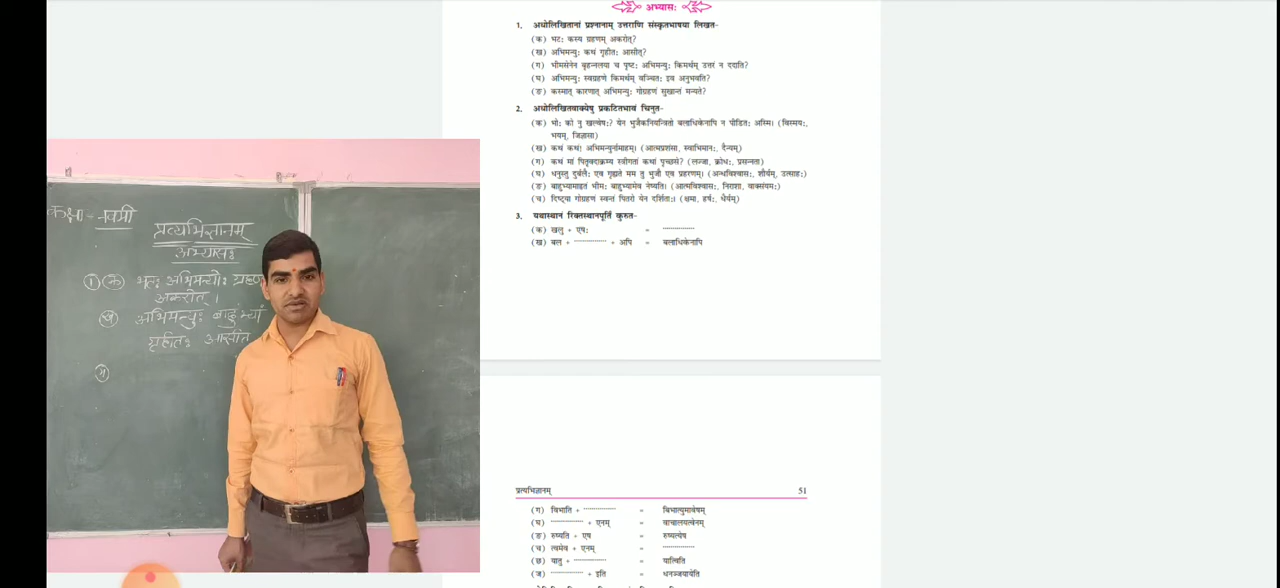 अभ्यासः
1. अधोलिखितानां प्रश्नानाम् उत्तराणि संस्कृतभाषया लिखत-
(क) भटः कस्य ग्रहणम् अकरोत्?
(ख) अभिमन्युः कथं गृहीतः आसीत्?
(ग) भीमसेनेन बृहन्नलया च पृष्टः अभिमन्युः किमर्थम् उत्तरं न ददाति?
(घ) अभिमन्युः स्वग्रहणे किमर्थम् वञ्चितः इव अनुभवति?
(ङ) कस्मात् कारणात् अभिमन्युः गोग्रहणं सुखान्तं मन्यते?
2. अधोलिखितवाक्येषु प्रकटितभावं चिनुत-
(क) भोः को नु खल्वेषः? येन भुजैकनियन्त्रितो बलाधिकेनापि न पीडितः अस्मि। (विस्मयः,
भयम्, जिज्ञासा)
(ख) कथं कथं! अभिमन्युर्नामाहम्। (आत्मप्रशंसा, स्वाभिमानः, दैन्यम्)
(ग) कथं मां पितृवदाक्रम्य स्त्रीगतां कथां पृच्छसे? (लज्जा, क्रोधः, प्रसन्नता)
(घ) धनुस्तु दुर्बलैः एव गृह्यते मम तु भुजौ एव प्रहरणम्। (अन्धविश्वासः, शौर्यम्, उत्साहः)
(ङ) बाहुभ्यामाहृतं भीमः बाहुभ्यामेव नेष्यति। (आत्मविश्वासः, निराशा, वाक्संयमः)
(च) दिष्ट्या गोग्रहणं स्वन्तं पितरो येन दर्शिताः। (क्षमा, हर्षः, धैर्यम्)
3. यथास्थानं रिक्तस्थानपूर्तिं कुरुत-
(क) खलु + एषः = ...............
(ख) बल + ............... + अपि = बलाधिकेनापि
कक्षा - नवमी
प्रत्यभिज्ञानम्
अभ्यासः
① (क) भटः अभिमन्योः ग्रहण
अकरोत् ।
(ख) अभिमन्युः बाहुभ्यां
गृहीतः आसीत
(ग)
प्रत्यभिज्ञानम् 51
(ग) बिभाति + ............... = बिभात्युमावेषम्
(घ) ............... + एनम् = वाचालयत्वेनम्
(ङ) रुष्यति + एष = रुष्यत्येष
(च) त्वमेव + एनम् = ...............
(छ) यातु + ............... = यात्विति
(ज) ............... + इति = धनञ्जयायेति